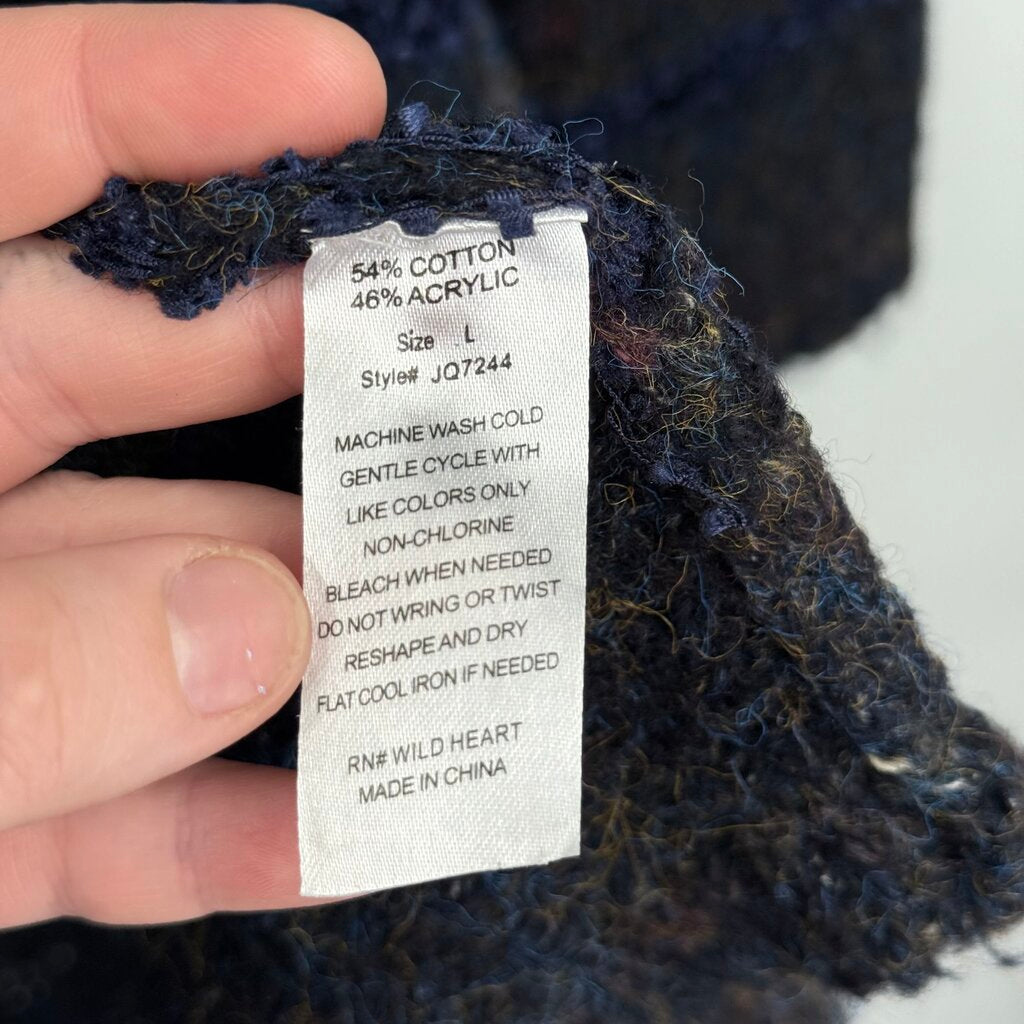 54% COTTON
46% ACRYLIC
Size L
Style# JQ7244
MACHINE WASH COLD
GENTLE CYCLE WITH
LIKE COLORS ONLY
NON-CHLORINE
BLEACH WHEN NEEDED
DO NOT WRING OR TWIST
RESHAPE AND DRY
FLAT COOL IRON IF NEEDED
RN# WILD HEART
MADE IN CHINA